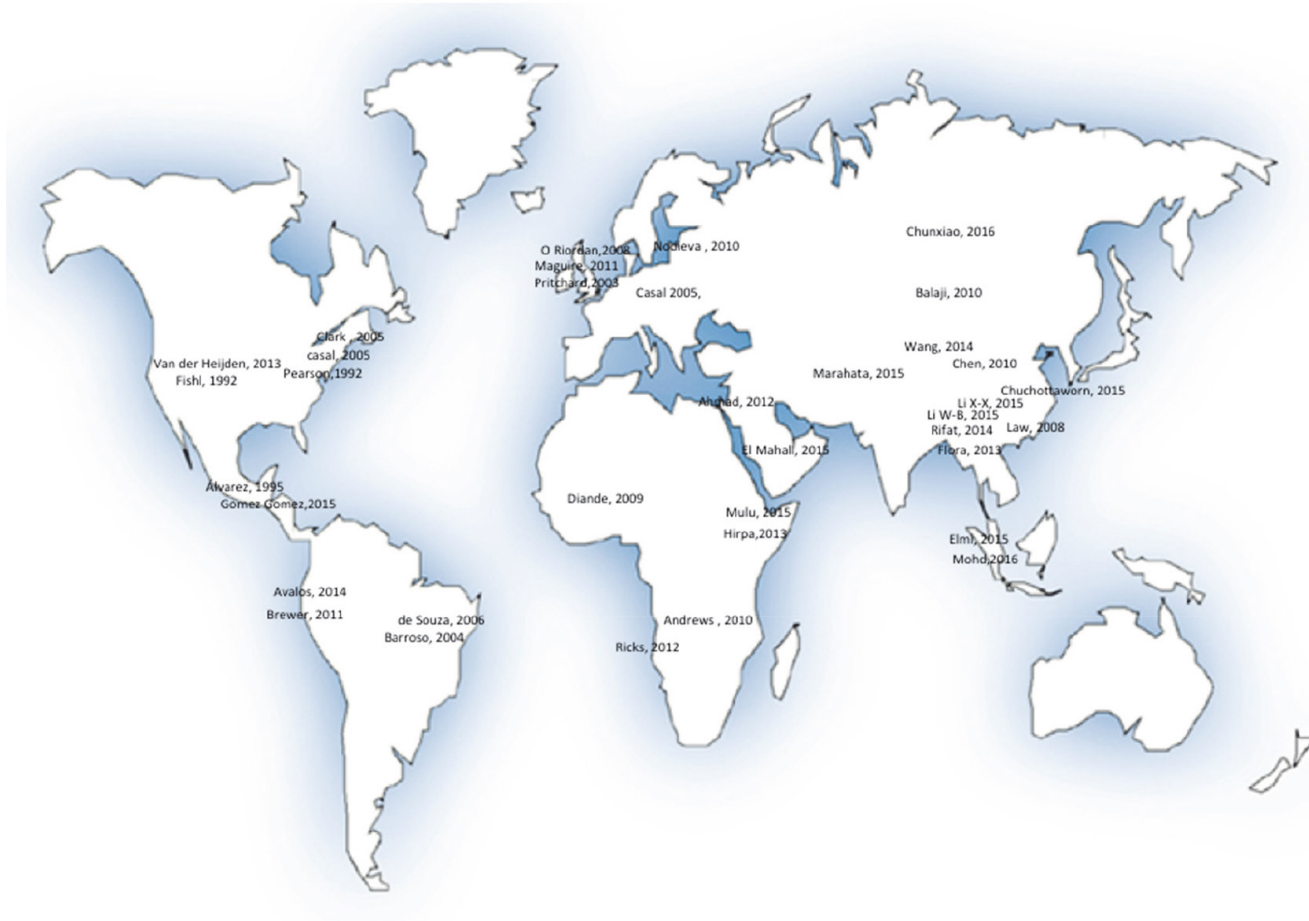 Chunxiao, 2016
O Riordan,2008
Nodieva , 2010
Maguire, 2011
Pritchard,2003
Casal 2005,
Balaji, 2010
Clark , 2005
casal, 2005
Van der Heijden, 2013
Pearson,1992
Fishl, 1992
Wang, 2014
Chen, 2010
Marahata, 2015
Chuchottaworn, 2015
Ahmad, 2012
Li X-X, 2015
Li W-B, 2015
Rifat, 2014
Law, 2008
El Mahall, 2015
Flora, 2013
Alvarez, 1995
Gomez Gomez,2015
Diande, 2009
Mulu, 2015
Hirpa,2013
Elmi, 2015
Mohd,2016
Avalos, 2014
Brewer, 2011
de Souza, 2006
Barroso, 2004
Andrews , 2010
Ricks, 2012